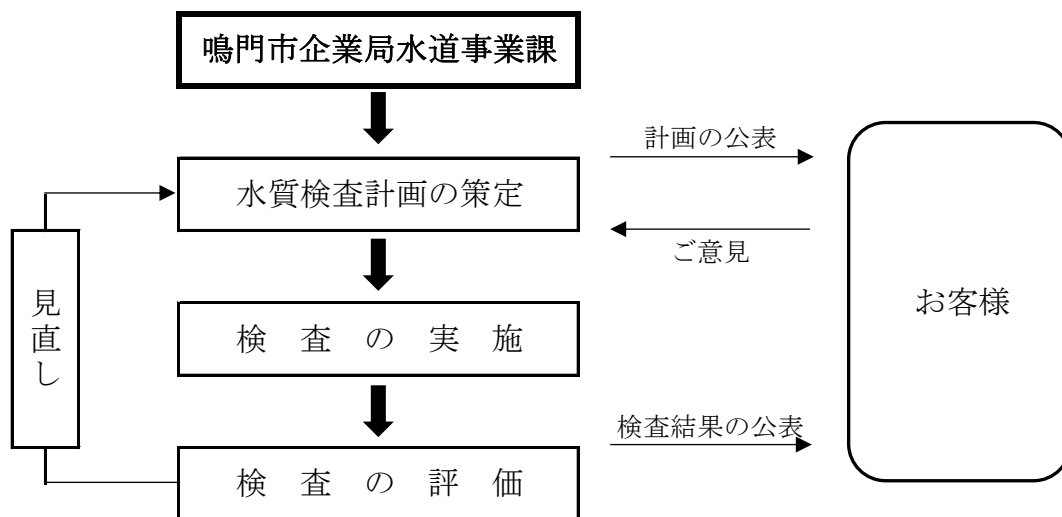 鳴門市企業局水道事業課
計画の公表
水質検査計画の策定
ご意見
見直し
お客様
検　査　の　実　施
検査結果の公表
検　査　の　評　価